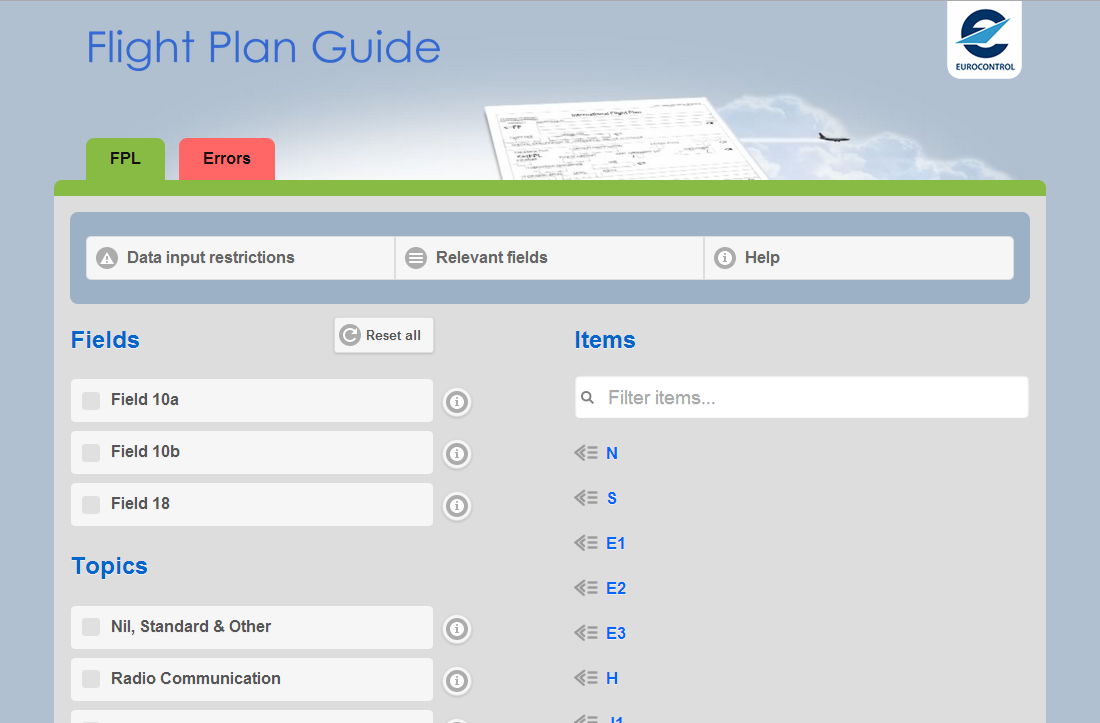 Flight Plan Guide
EUROCONTROL
International Flight Plan
FPL
Errors
Data input restrictions
Relevant fields
Help
Fields
Reset all
Field 10a
Field 10b
Field 18
Topics
Nil, Standard & Other
Radio Communication
Items
Filter items...
N
S
E1
E2
E3
H
J1